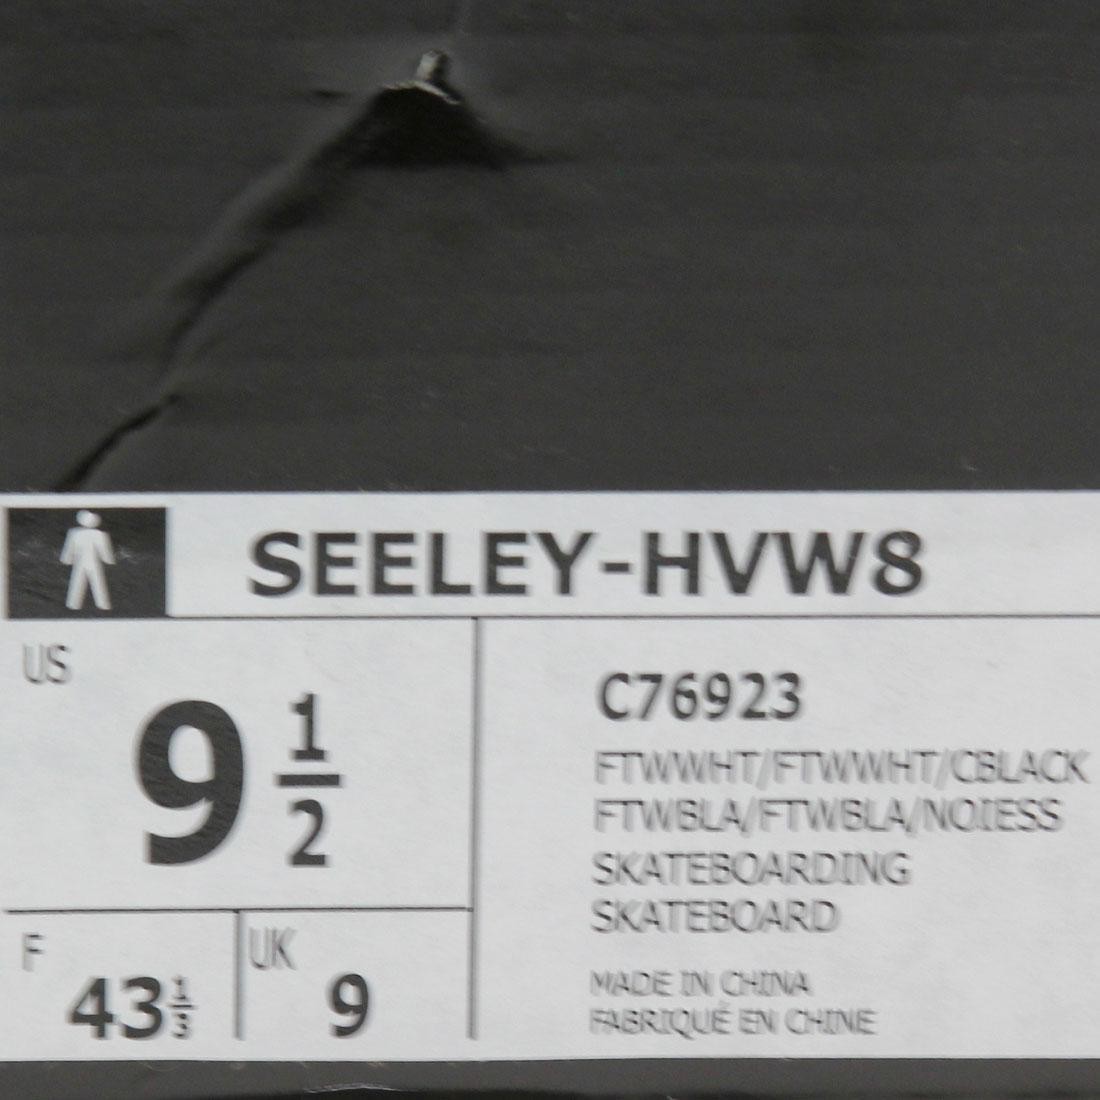 SEELEY-HVW8
US
9 1/2
C76923
FTWWHT/FTWWHT/CBLACK
FTWBLA/FTWBLA/NOIESS
SKATEBOARDING
SKATEBOARD
F
43 1/3
UK
9
MADE IN CHINA
FABRIQUÉ EN CHINE